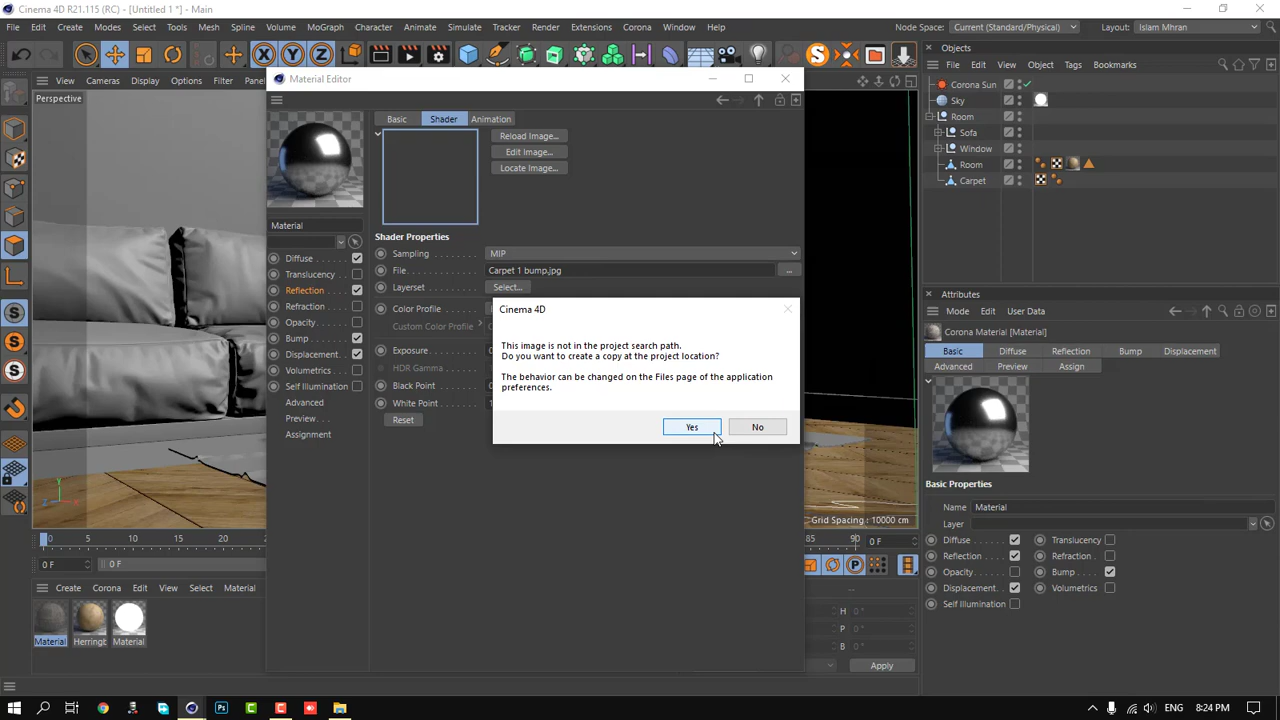 Cinema 4D R21.115 (RC) - [Untitled 1 *] - Main
File Edit Create Modes Select Tools Spline Volume MoGraph Character Animate Simulate Tracker Render Extensions Corona Window Help
Node Space: Current (Standard/Physical) Layout: Islam Mhran
View Cameras Display Options Filter Pane
Perspective
Material Editor
Basic Shader Animation
Reload Image...
Edit Image...
Locate Image...
Material
Shader Properties
Sampling MIP
File Carpet 1 bump.jpg ...
Layerset Select...
Color Profile
Custom Color Profile
Exposure
HDR Gamma
Black Point
White Point
Reset
Diffuse
Translucency
Reflection
Refraction
Opacity
Bump
Displacement
Volumetrics
Self Illumination
Advanced
Preview
Assignment
Cinema 4D
This image is not in the project search path.
Do you want to create a copy at the project location?
The behavior can be changed on the Files page of the application
preferences.
Yes No
Grid Spacing : 10000 cm
0 5 10 15 20 2 85 90 0 F
0 F 0 F
Create Corona Edit View Select Material
Material Herringb Material
H 0 °
P 0 °
B 0 °
Apply
Objects
File Edit View Object Tags Bookmarks
Corona Sun
Sky
Room
Sofa
Window
Room
Carpet
Attributes
Mode Edit User Data
Corona Material [Material]
Basic Diffuse Reflection Bump Displacement
Advanced Preview Assign
Basic Properties
Name Material
Layer
Diffuse Translucency
Reflection Refraction
Opacity Bump
Displacement Volumetrics
Self Illumination
ENG 8:24 PM